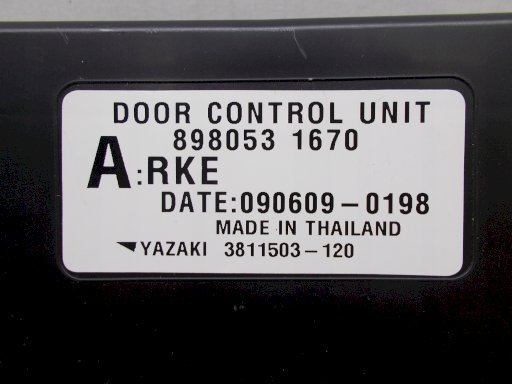 DOOR CONTROL UNIT
898053 1670
A:RKE
DATE:090609-0198
MADE IN THAILAND
YAZAKI 3811503-120